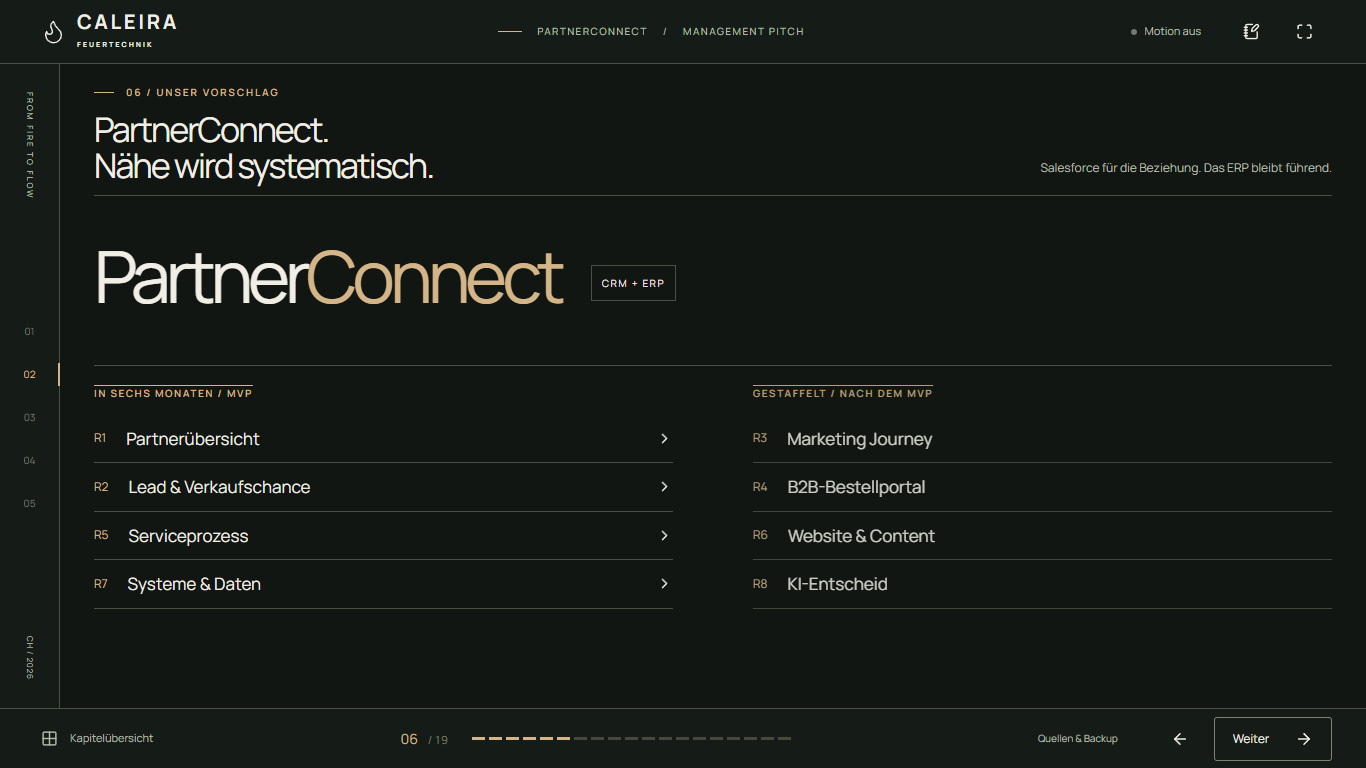 CALEIRA
FEUERTECHNIK
PARTNERCONNECT / MANAGEMENT PITCH
Motion aus
FROM FIRE TO FLOW
01
02
03
04
05
CH / 2026
06 / UNSER VORSCHLAG
PartnerConnect.
Nähe wird systematisch.
Salesforce für die Beziehung. Das ERP bleibt führend.
PartnerConnect
CRM + ERP
IN SECHS MONATEN / MVP
R1 Partnerübersicht
R2 Lead & Verkaufschance
R5 Serviceprozess
R7 Systeme & Daten
GESTAFFELT / NACH DEM MVP
R3 Marketing Journey
R4 B2B-Bestellportal
R6 Website & Content
R8 KI-Entscheid
Kapitelübersicht
06 / 19
Quellen & Backup
Weiter